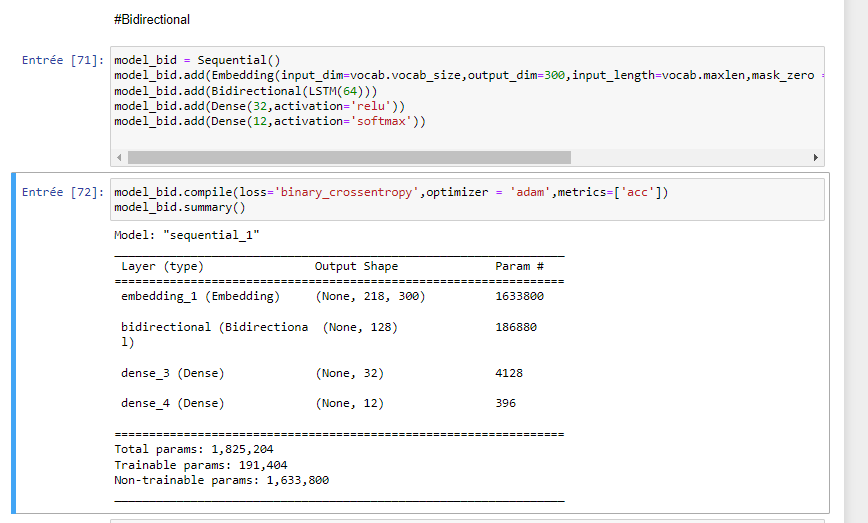 #Bidirectional
Entrée [71]: model_bid = Sequential()
model_bid.add(Embedding(input_dim=vocab.vocab_size,output_dim=300,input_length=vocab.maxlen,mask_zero =
model_bid.add(Bidirectional(LSTM(64)))
model_bid.add(Dense(32,activation='relu'))
model_bid.add(Dense(12,activation='softmax'))
Entrée [72]: model_bid.compile(loss='binary_crossentropy',optimizer = 'adam',metrics=['acc'])
model_bid.summary()
Model: "sequential_1"
Layer (type) Output Shape Param #
embedding_1 (Embedding) (None, 218, 300) 1633800
bidirectional (Bidirectiona (None, 128) 186880
l)
dense_3 (Dense) (None, 32) 4128
dense_4 (Dense) (None, 12) 396
Total params: 1,825,204
Trainable params: 191,404
Non-trainable params: 1,633,800